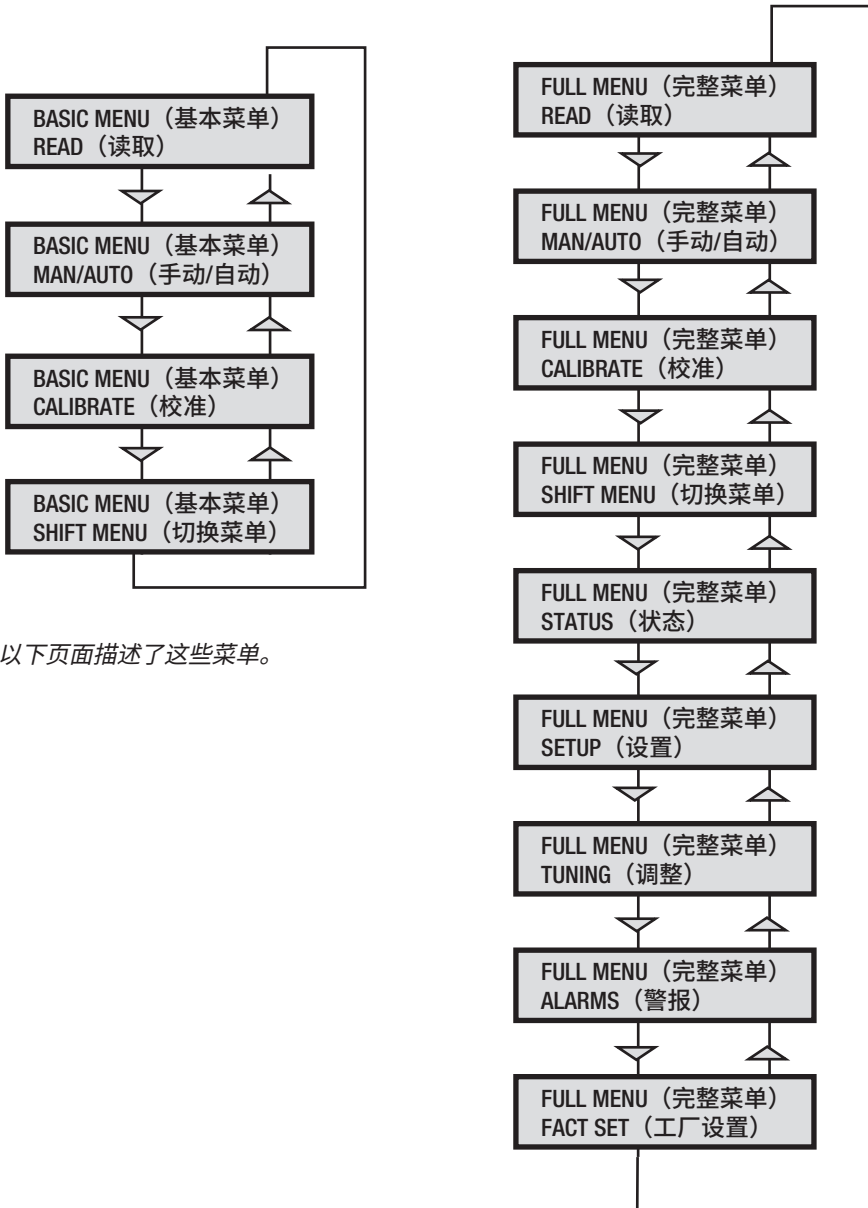 BASIC MENU（基本菜单）
READ（读取）
BASIC MENU（基本菜单）
MAN/AUTO（手动/自动）
BASIC MENU（基本菜单）
CALIBRATE（校准）
BASIC MENU（基本菜单）
SHIFT MENU（切换菜单）
以下页面描述了这些菜单。
FULL MENU（完整菜单）
READ（读取）
FULL MENU（完整菜单）
MAN/AUTO（手动/自动）
FULL MENU（完整菜单）
CALIBRATE（校准）
FULL MENU（完整菜单）
SHIFT MENU（切换菜单）
FULL MENU（完整菜单）
STATUS（状态）
FULL MENU（完整菜单）
SETUP（设置）
FULL MENU（完整菜单）
TUNING（调整）
FULL MENU（完整菜单）
ALARMS（警报）
FULL MENU（完整菜单）
FACT SET（工厂设置）